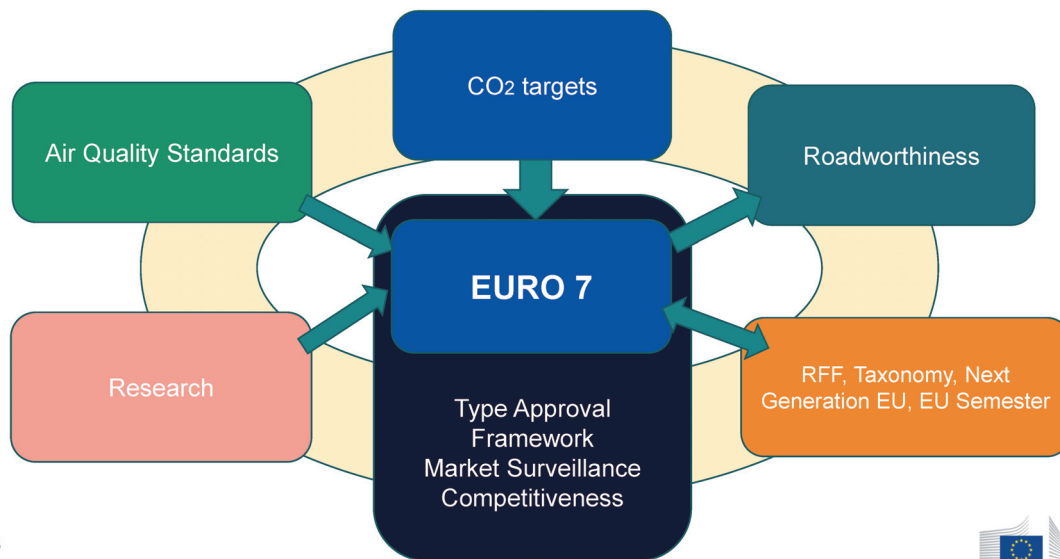 CO2 targets
Air Quality Standards
Roadworthiness
EURO 7
Research
RFF, Taxonomy, Next
Generation EU, EU Semester
Type Approval
Framework
Market Surveillance
Competitiveness